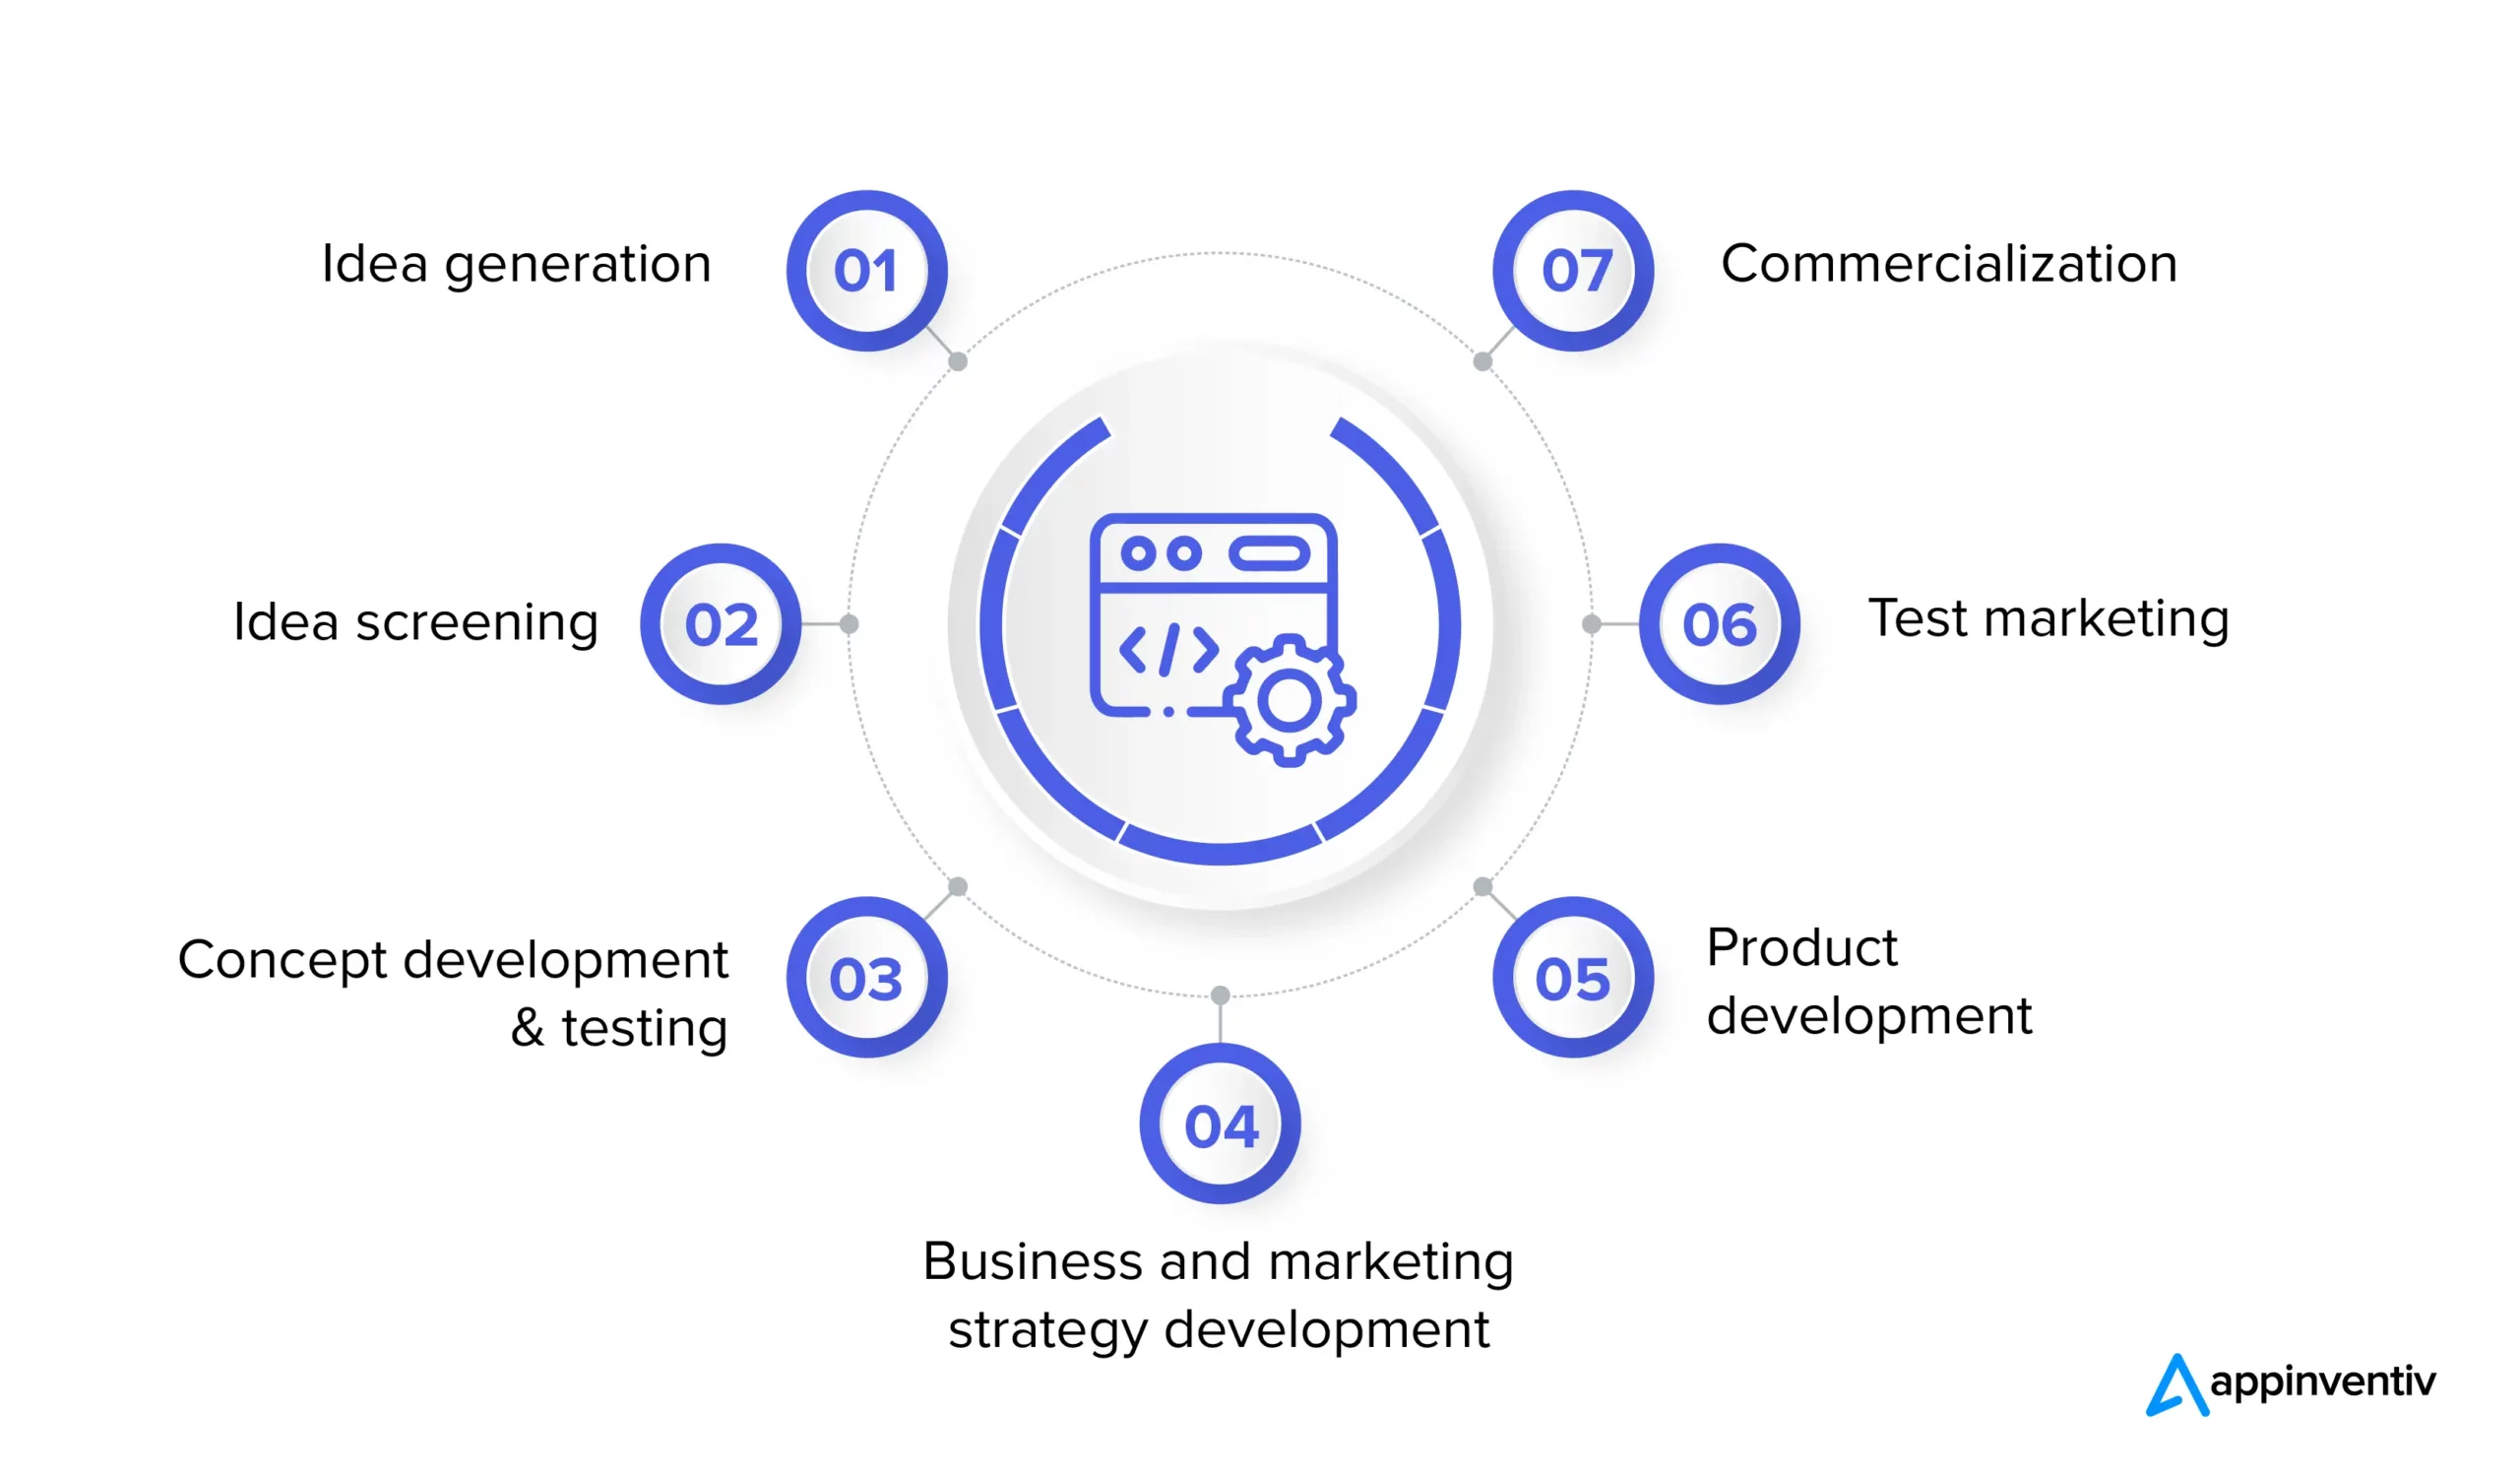 01
Idea generation
02
Idea screening
03
Concept development
& testing
04
Business and marketing
strategy development
05
Product
development
06
Test marketing
07
Commercialization
</>
appinventiv